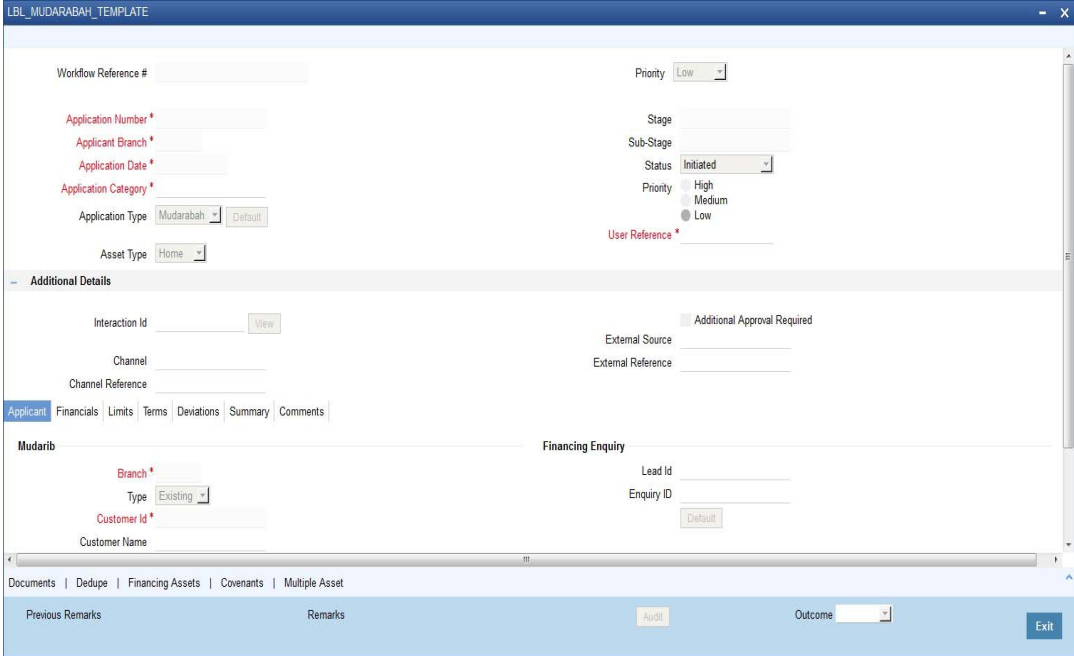 LBL_MUDARABAH_TEMPLATE
Workflow Reference #
Priority Low
Application Number *
Stage
Applicant Branch *
Sub-Stage
Application Date *
Status Initiated
Application Category *
Priority High
Medium
Application Type Mudarabah Default
Low
User Reference *
Asset Type Home
Additional Details
Interaction Id View
Additional Approval Required
External Source
Channel
External Reference
Channel Reference
Applicant Financials Limits Terms Deviations Summary Comments
Mudarib
Financing Enquiry
Branch *
Lead Id
Type Existing
Enquiry ID
Customer Id *
Default
Customer Name
Documents | Dedupe | Financing Assets | Covenants | Multiple Asset
Previous Remarks
Remarks
Audit
Outcome
Exit